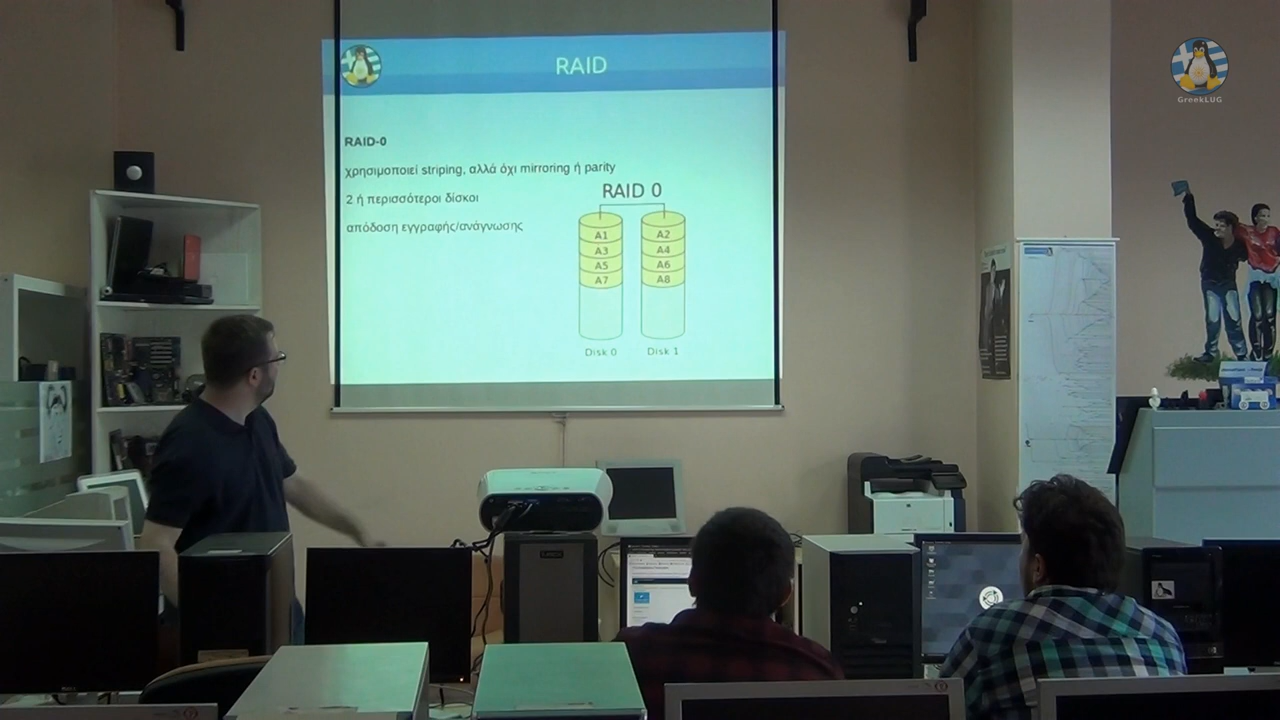 RAID
GreekLUG
RAID-0
χρησιμοποιεί striping, αλλά όχι mirroring ή parity
2 ή περισσότεροι δίσκοι
απόδοση εγγραφής/ανάγνωσης
RAID 0
A1 A2
A3 A4
A5 A6
A7 A8
Disk 0 Disk 1